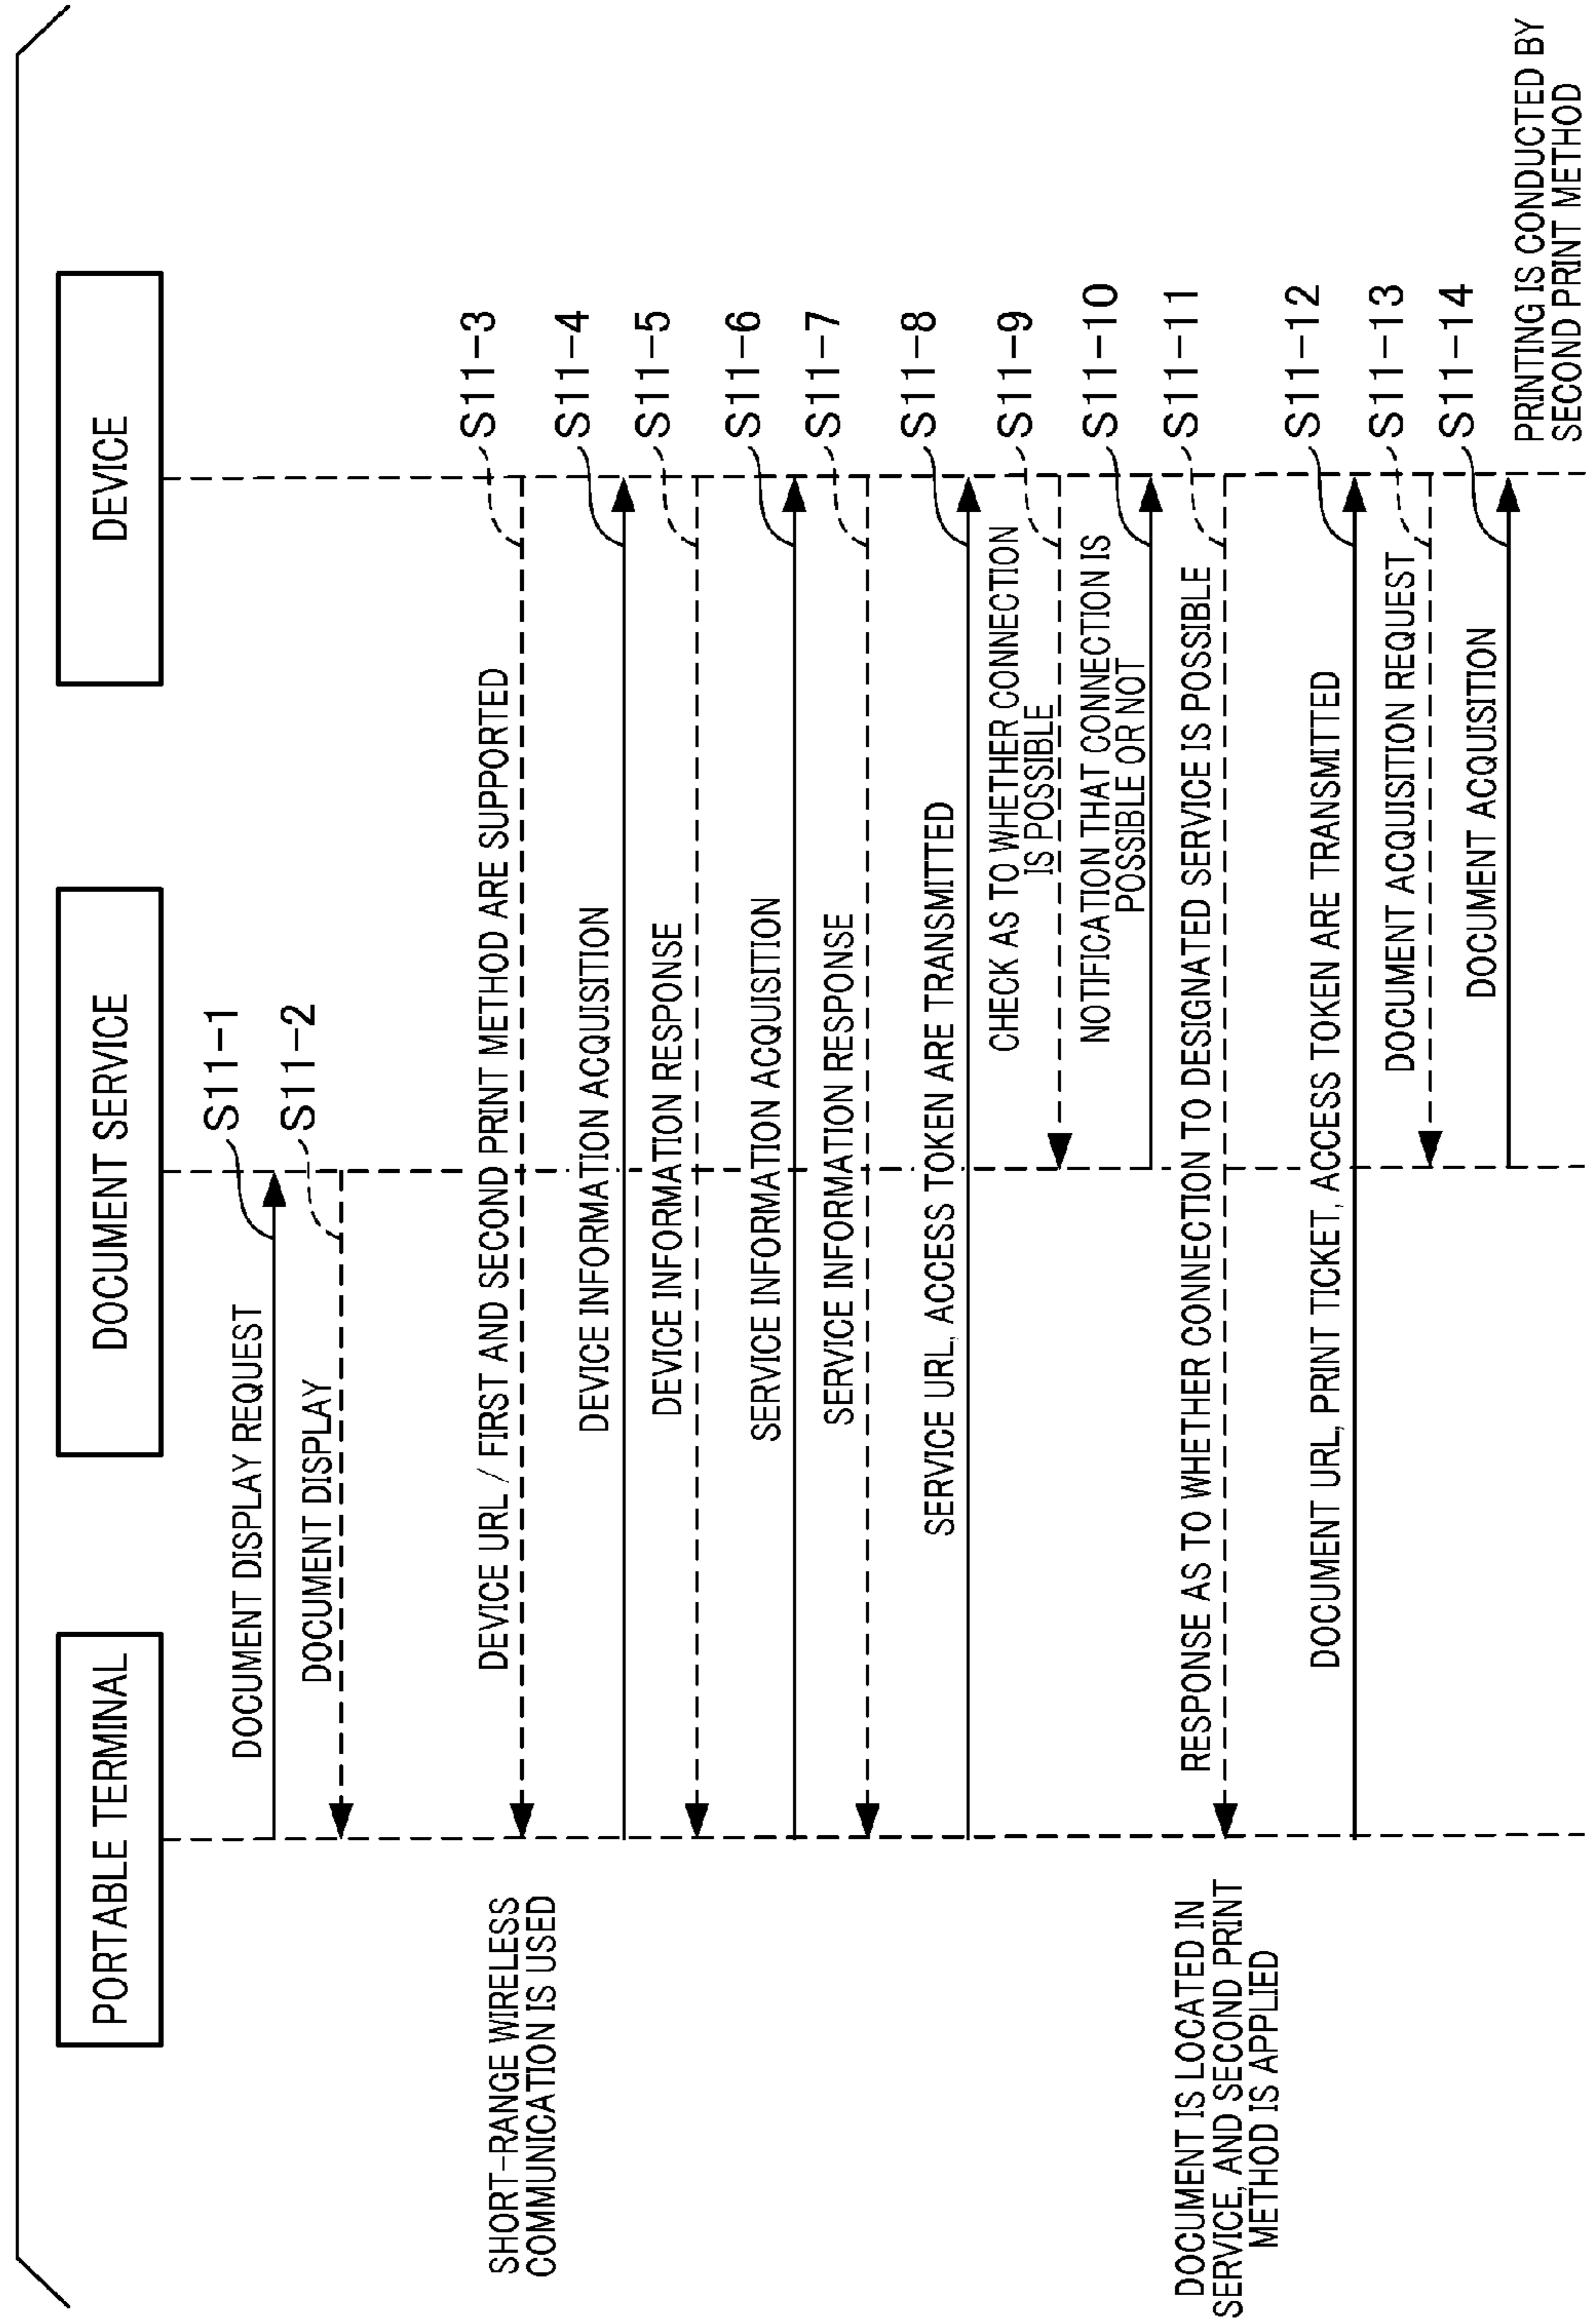 PORTABLE TERMINAL
DOCUMENT SERVICE
DEVICE
DOCUMENT DISPLAY REQUEST
S11-1
DOCUMENT DISPLAY
S11-2
SHORT-RANGE WIRELESS
COMMUNICATION IS USED
DEVICE URL / FIRST AND SECOND PRINT METHOD ARE SUPPORTED
S11-3
DEVICE INFORMATION ACQUISITION
S11-4
DEVICE INFORMATION RESPONSE
S11-5
SERVICE INFORMATION ACQUISITION
S11-6
SERVICE INFORMATION RESPONSE
S11-7
SERVICE URL, ACCESS TOKEN ARE TRANSMITTED
S11-8
CHECK AS TO WHETHER CONNECTION
IS POSSIBLE
S11-9
NOTIFICATION THAT CONNECTION IS
POSSIBLE OR NOT
S11-10
RESPONSE AS TO WHETHER CONNECTION TO DESIGNATED SERVICE IS POSSIBLE
S11-11
DOCUMENT IS LOCATED IN
SERVICE, AND SECOND PRINT
METHOD IS APPLIED
DOCUMENT URL, PRINT TICKET, ACCESS TOKEN ARE TRANSMITTED
S11-12
DOCUMENT ACQUISITION REQUEST
S11-13
DOCUMENT ACQUISITION
S11-14
PRINTING IS CONDUCTED BY
SECOND PRINT METHOD